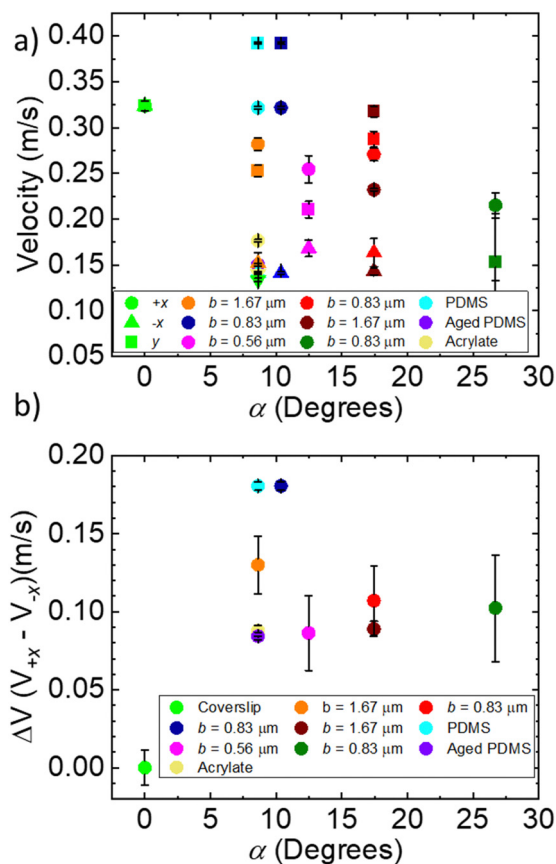 a)
0.40
0.35
0.30
0.25
0.20
0.15
0.10
0.05
Velocity (m/s)
+x b = 1.67 µm b = 0.83 µm PDMS
-x b = 0.83 µm b = 1.67 µm Aged PDMS
y b = 0.56 µm b = 0.83 µm Acrylate
0 5 10 15 20 25 30
α (Degrees)
b)
0.20
0.15
0.10
0.05
0.00
ΔV (V+x - V-x)(m/s)
Coverslip b = 1.67 µm b = 0.83 µm
b = 0.83 µm b = 1.67 µm PDMS
b = 0.56 µm b = 0.83 µm Aged PDMS
Acrylate
0 5 10 15 20 25 30
α (Degrees)